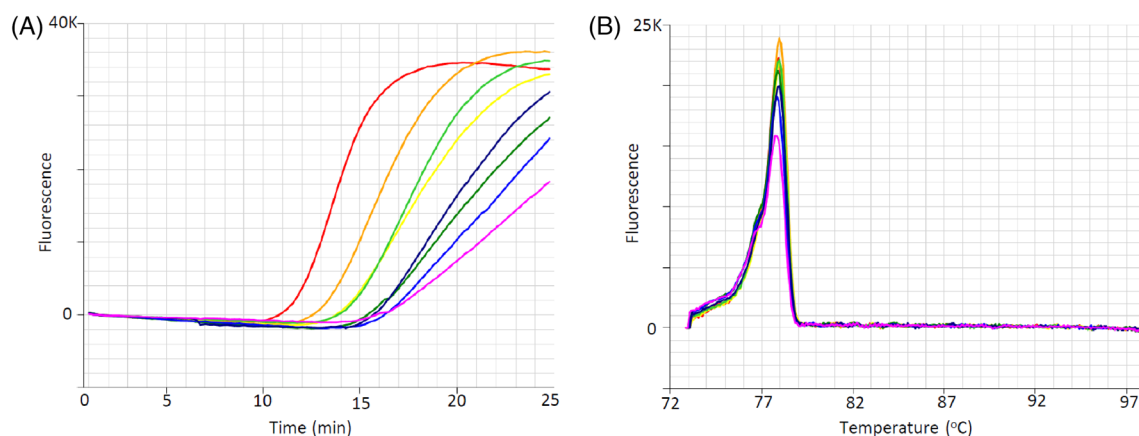 (A)
40K
Fluorescence
0
0 5 10 15 20 25
Time (min)
(B)
25K
Fluorescence
0
72 77 82 87 92 97
Temperature (°C)